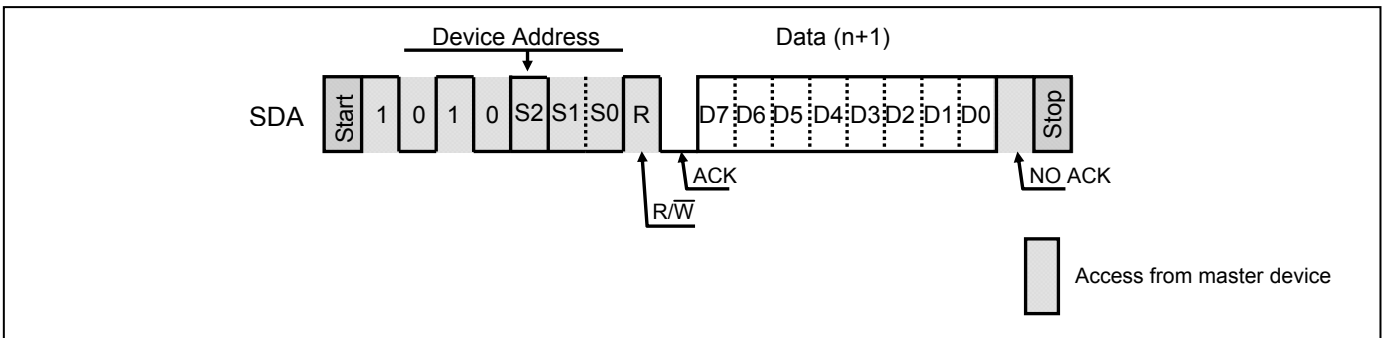 Device Address
Data (n+1)
SDA
Start 1 0 1 0 S2 S1 S0 R D7 D6 D5 D4 D3 D2 D1 D0 Stop
ACK
NO ACK
R/W̅
Access from master device